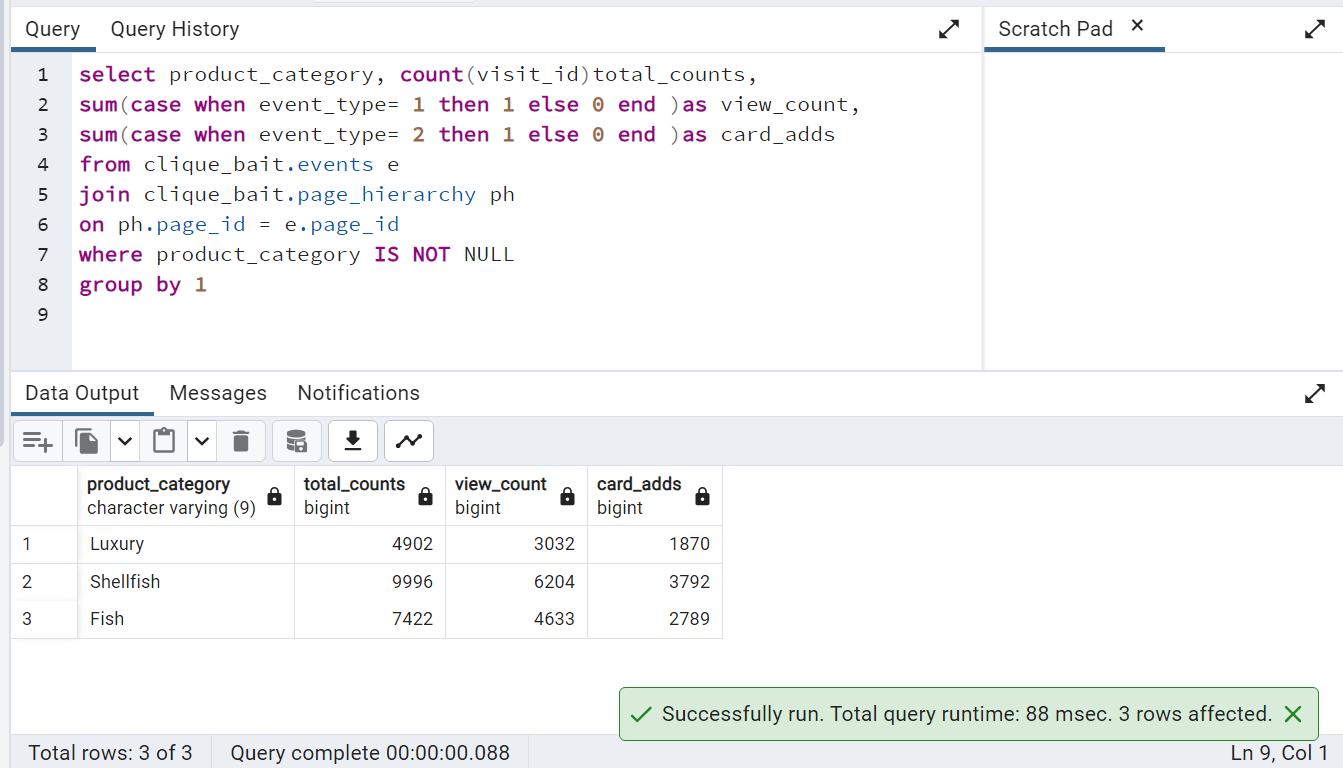 Query Query History Scratch Pad
1 select product_category, count(visit_id)total_counts,
2 sum(case when event_type= 1 then 1 else 0 end )as view_count,
3 sum(case when event_type= 2 then 1 else 0 end )as card_adds
4 from clique_bait.events e
5 join clique_bait.page_hierarchy ph
6 on ph.page_id = e.page_id
7 where product_category IS NOT NULL
8 group by 1
9
Data Output Messages Notifications
product_category total_counts view_count card_adds
character varying (9) bigint bigint bigint
1 Luxury 4902 3032 1870
2 Shellfish 9996 6204 3792
3 Fish 7422 4633 2789
Successfully run. Total query runtime: 88 msec. 3 rows affected.
Total rows: 3 of 3 Query complete 00:00:00.088 Ln 9, Col 1